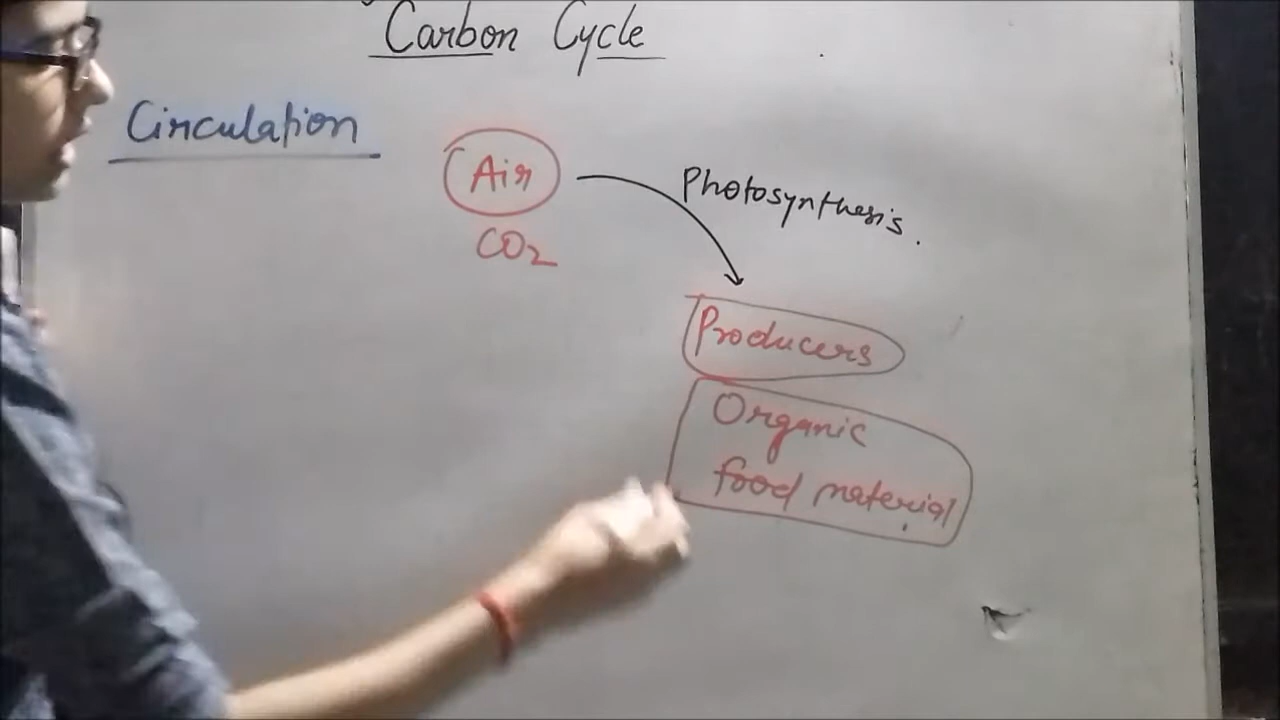 Carbon Cycle
Circulation
Air
CO2
Photosynthesis.
Producers
Organic
food material